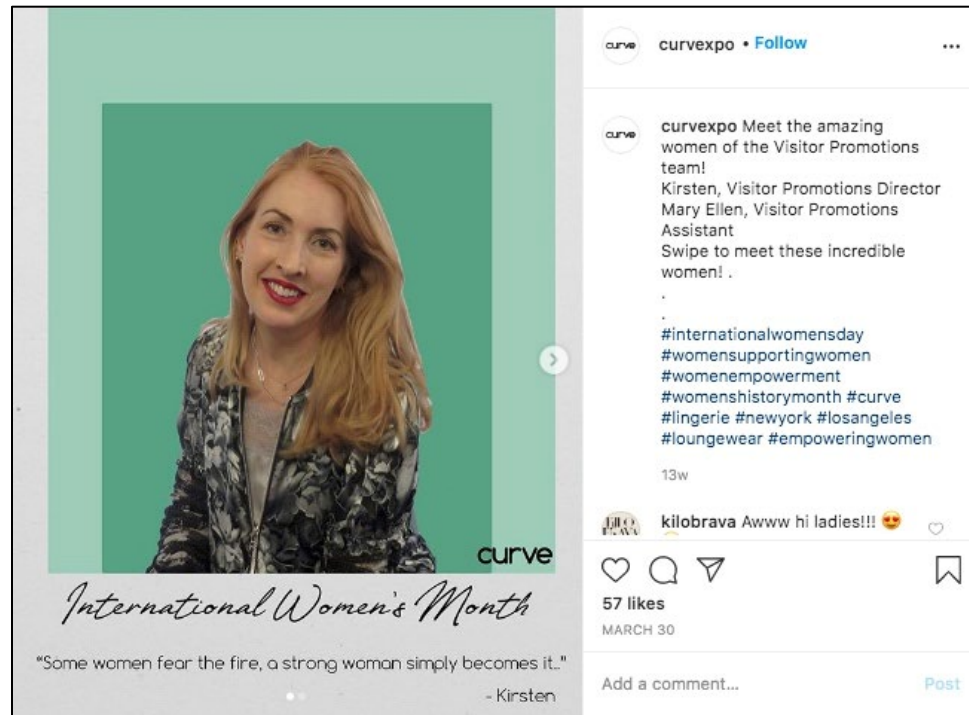 curve
International Women's Month
"Some women fear the fire, a strong woman simply becomes it.."
- Kirsten
curve
curvexpo • Follow
curve
curvexpo Meet the amazing
women of the Visitor Promotions
team!
Kirsten, Visitor Promotions Director
Mary Ellen, Visitor Promotions
Assistant
Swipe to meet these incredible
women! .
.
.
#internationalwomensday
#womensupportingwomen
#womenempowerment
#womenshistorymonth #curve
#lingerie #newyork #losangeles
#loungewear #empoweringwomen
13w
kilobrava Awww hi ladies!!! 😍
57 likes
MARCH 30
Add a comment...
Post